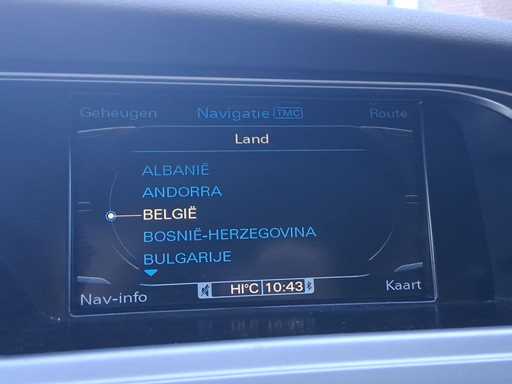 Geheugen Navigatie TMC Route
Land
ALBANIË
ANDORRA
BELGIË
BOSNIË-HERZEGOVINA
BULGARIJE
Nav-info HI°C 10:43 Kaart